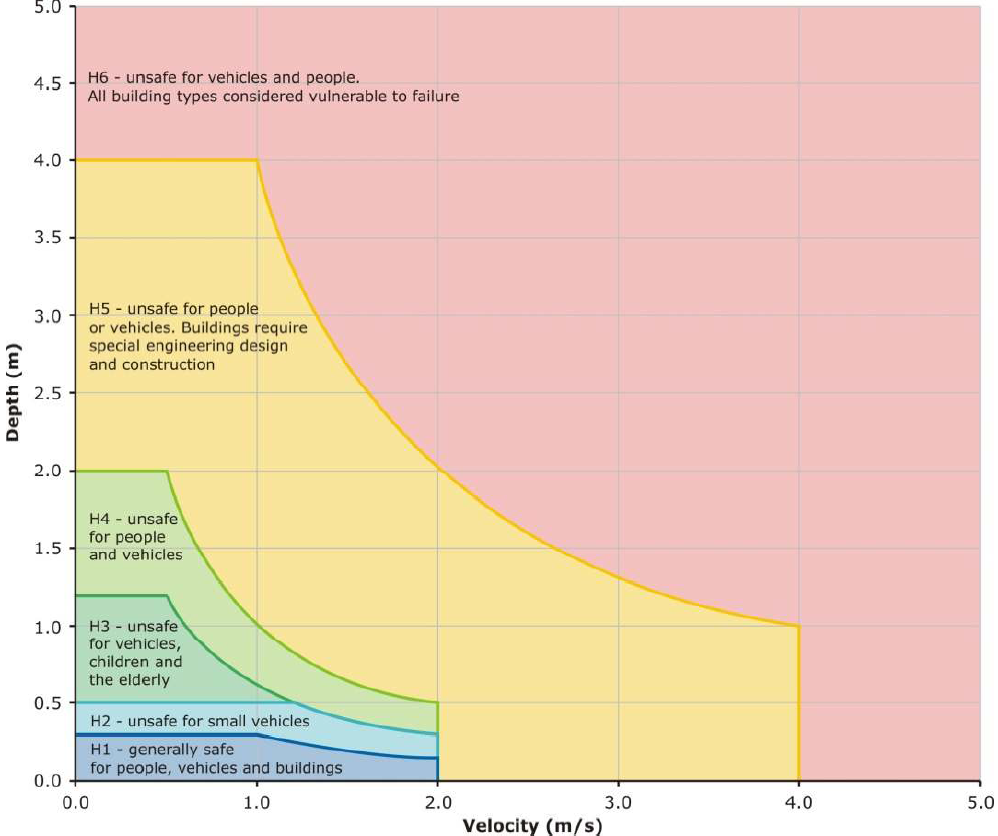 5.0
H6 - unsafe for vehicles and people.
4.5
All building types considered vulnerable to failure
4.0
3.5
H5 - unsafe for people
3.0
or vehicles. Buildings require
special engineering design
and construction
2.5
Depth (m)
2.0
H4 - unsafe
for people
1.5
and vehicles
H3 - unsafe
1.0
for vehicles,
children and
the elderly
0.5
H2 - unsafe for small vehicles
H1 - generally safe
for people, vehicles and buildings
0.0
0.0 1.0 2.0 3.0 4.0 5.0
Velocity (m/s)